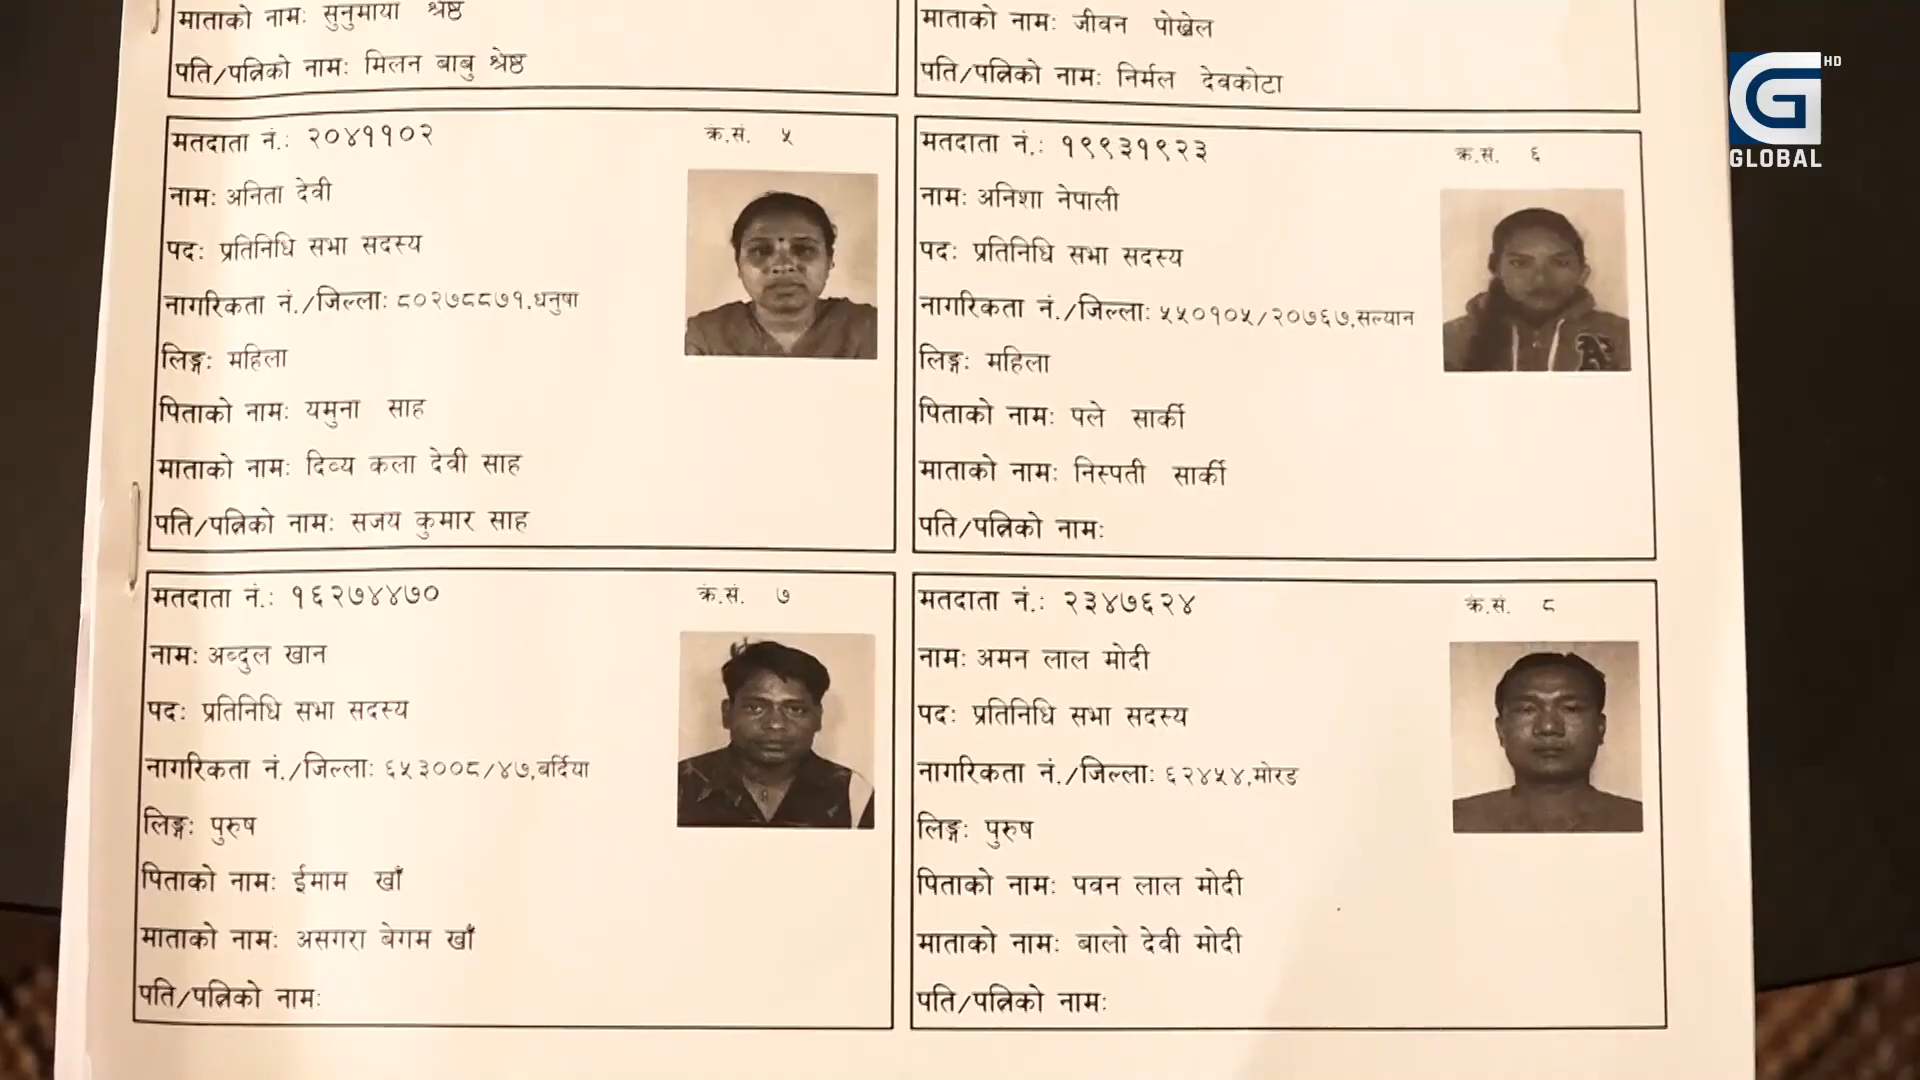 माताको नामः सुनुमाया श्रेष्ठ
पति/पत्निको नामः मिलन बाबु श्रेष्ठ
माताको नामः जीवन पोखेल
पति/पत्निको नामः निर्मल देवकोटा
मतदाता नं.: २०४११०२
क्र.सं. ५
नामः अनिता देवी
पदः प्रतिनिधि सभा सदस्य
नागरिकता नं./जिल्लाः ८०२७८८७१,धनुषा
लिङ्गः महिला
पिताको नामः यमुना साह
माताको नामः दिव्य कला देवी साह
पति/पत्निको नामः सजय कुमार साह
मतदाता नं.: १९९३१९२३
क्र.सं. ६
नामः अनिशा नेपाली
पदः प्रतिनिधि सभा सदस्य
नागरिकता नं./जिल्लाः ५५०१०५/२०७६७,सल्यान
लिङ्गः महिला
पिताको नामः पले सार्की
माताको नामः निस्पती सार्की
पति/पत्निको नामः
मतदाता नं.: १६२७४४७०
क्र.सं. ७
नामः अब्दुल खान
पदः प्रतिनिधि सभा सदस्य
नागरिकता नं./जिल्लाः ६५३००८/४७,बर्दिया
लिङ्गः पुरुष
पिताको नामः ईमाम खाँ
माताको नामः असगरा बेगम खाँ
पति/पत्निको नामः
मतदाता नं.: २३४७६२४
क्र.सं. ८
नामः अमन लाल मोदी
पदः प्रतिनिधि सभा सदस्य
नागरिकता नं./जिल्लाः ६२४५४,मोरङ
लिङ्गः पुरुष
पिताको नामः पवन लाल मोदी
माताको नामः बालो देवी मोदी
पति/पत्निको नामः
HD
GLOBAL